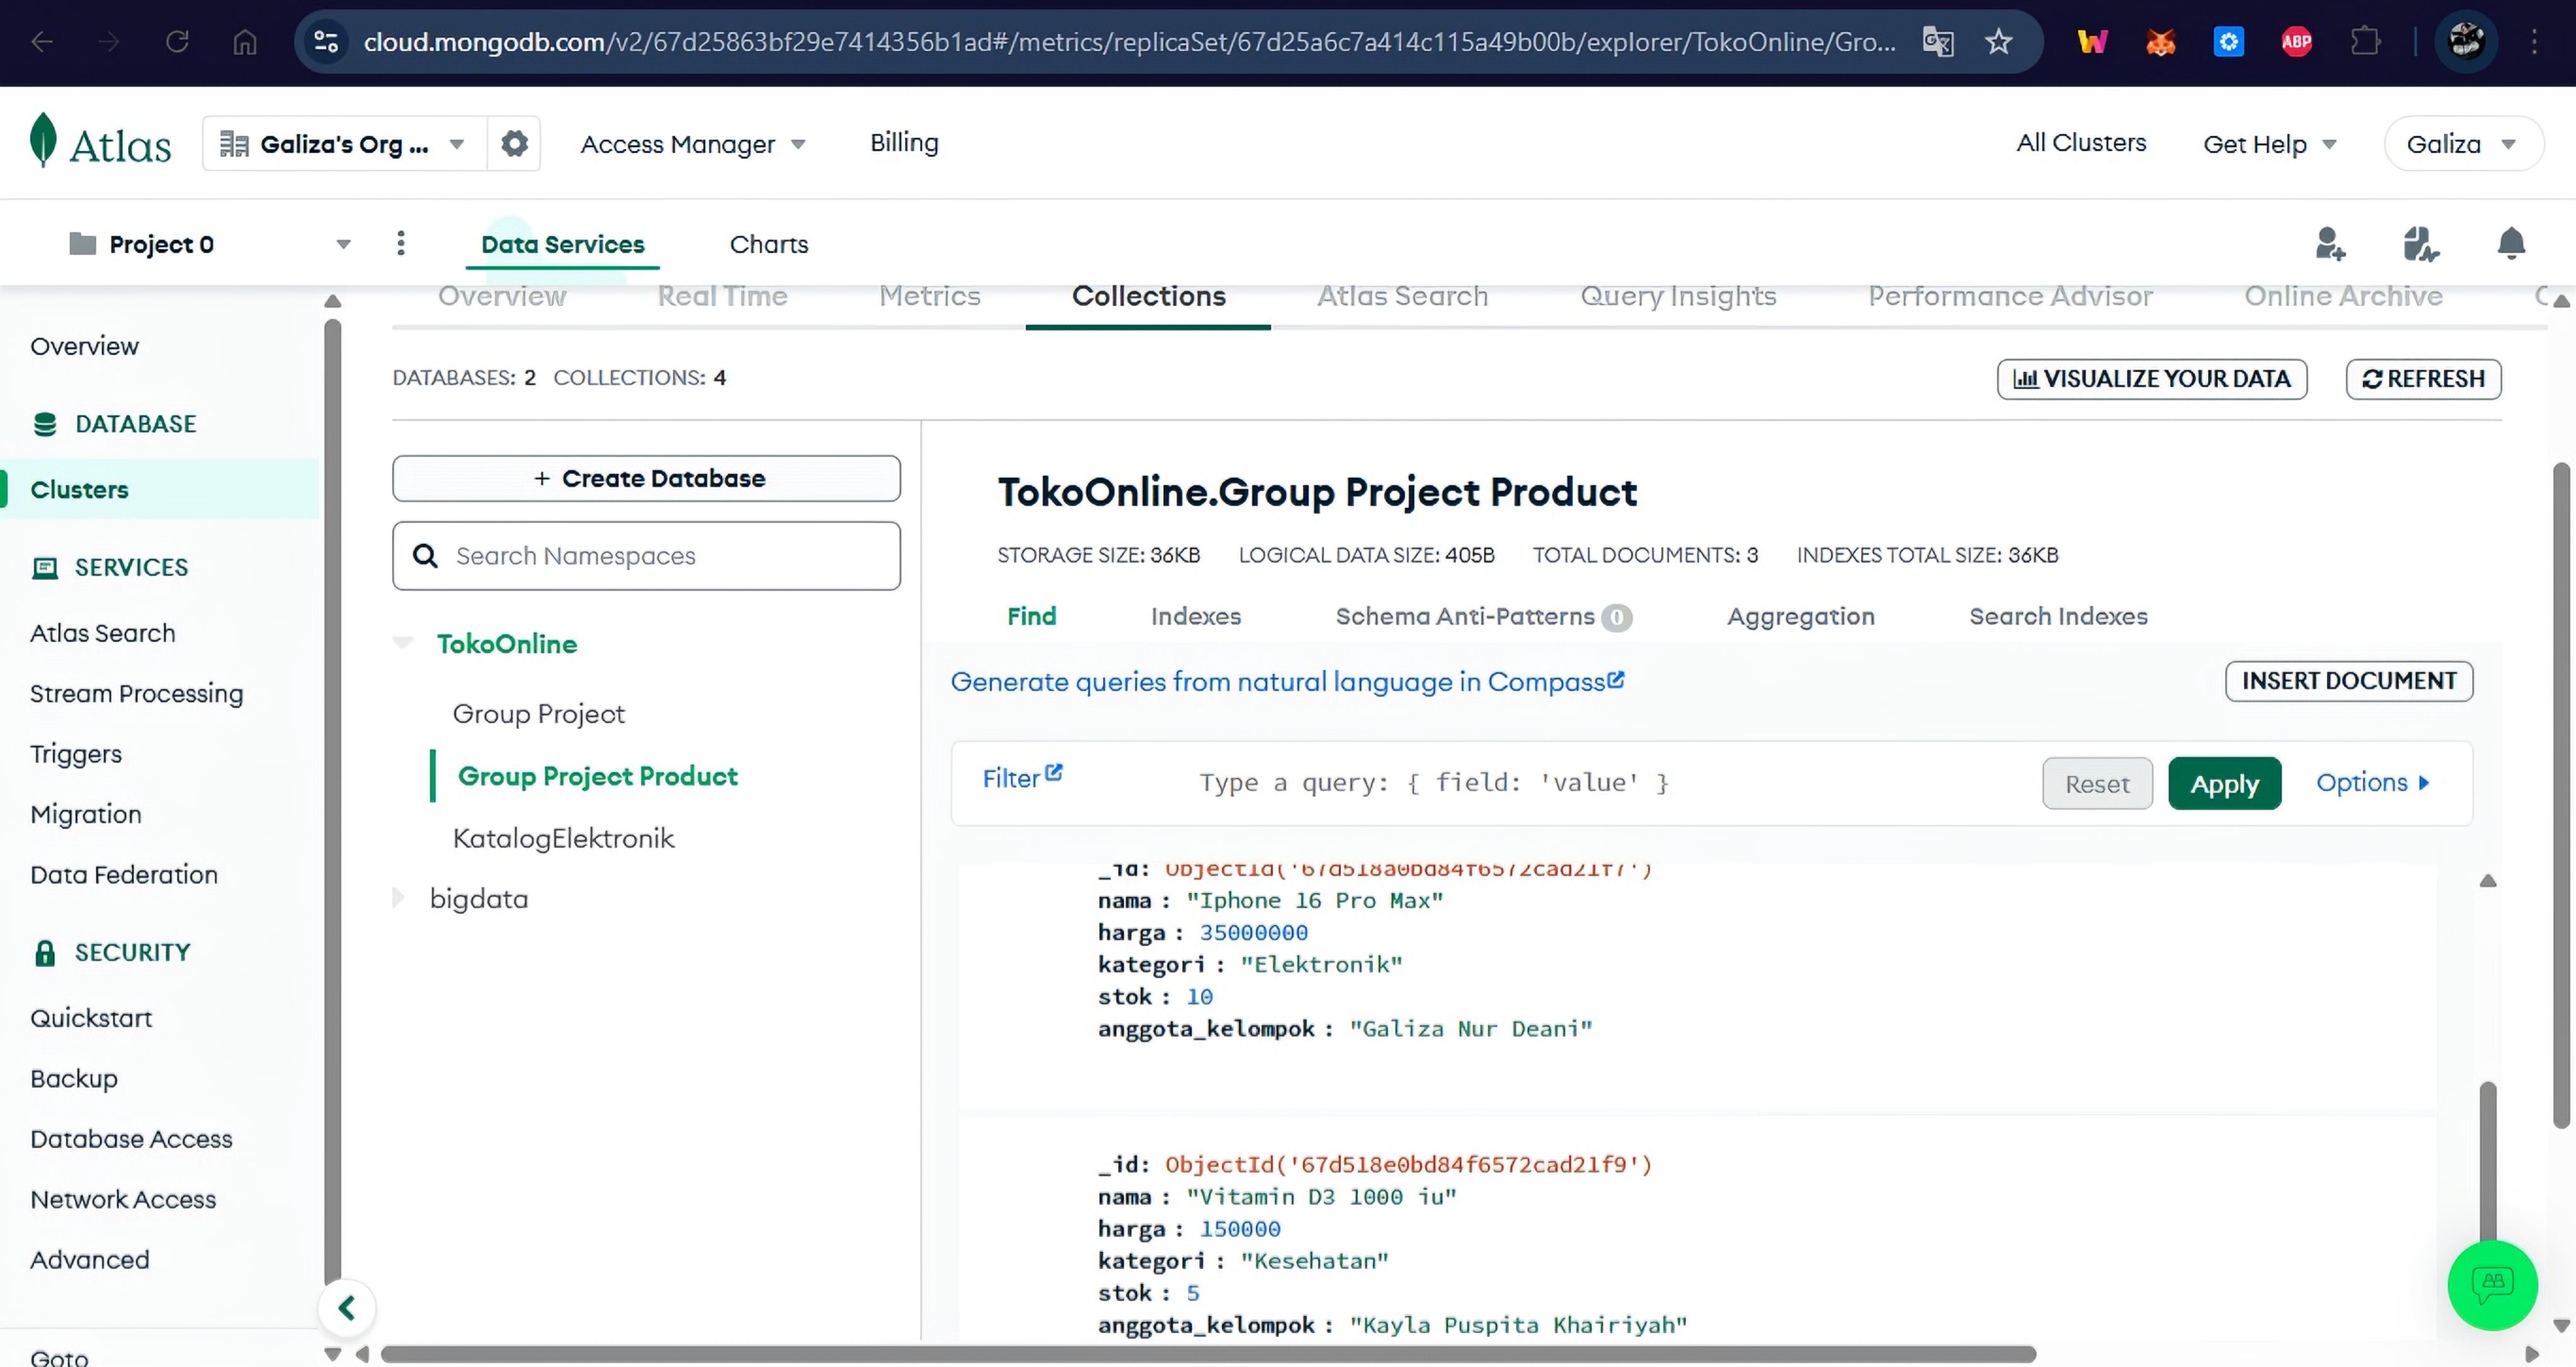 cloud.mongodb.com/v2/67d25863bf29e7414356b1ad#/metrics/replicaSet/67d25a6c7a414c115a49b00b/explorer/TokoOnline/Gro...
ABP
Atlas
Galiza's Org ...
Access Manager
Billing
All Clusters
Get Help
Galiza
Project 0
Data Services
Charts
Overview
Real Time
Metrics
Collections
Atlas Search
Query Insights
Performance Advisor
Online Archive
Overview
DATABASE
Clusters
SERVICES
Atlas Search
Stream Processing
Triggers
Migration
Data Federation
SECURITY
Quickstart
Backup
Database Access
Network Access
Advanced
Goto
DATABASES: 2 COLLECTIONS: 4
VISUALIZE YOUR DATA
REFRESH
+ Create Database
Search Namespaces
TokoOnline
Group Project
Group Project Product
KatalogElektronik
bigdata
TokoOnline.Group Project Product
STORAGE SIZE: 36KB LOGICAL DATA SIZE: 405B TOTAL DOCUMENTS: 3 INDEXES TOTAL SIZE: 36KB
Find
Indexes
Schema Anti-Patterns 0
Aggregation
Search Indexes
Generate queries from natural language in Compass
INSERT DOCUMENT
Filter
Type a query: { field: 'value' }
Reset
Apply
Options
_id: ObjectId('67d518a0bd84f6572cad21f7')
nama : "Iphone 16 Pro Max"
harga : 35000000
kategori : "Elektronik"
stok : 10
anggota_kelompok : "Galiza Nur Deani"
_id: ObjectId('67d518e0bd84f6572cad21f9')
nama : "Vitamin D3 1000 iu"
harga : 150000
kategori : "Kesehatan"
stok : 5
anggota_kelompok : "Kayla Puspita Khairiyah"